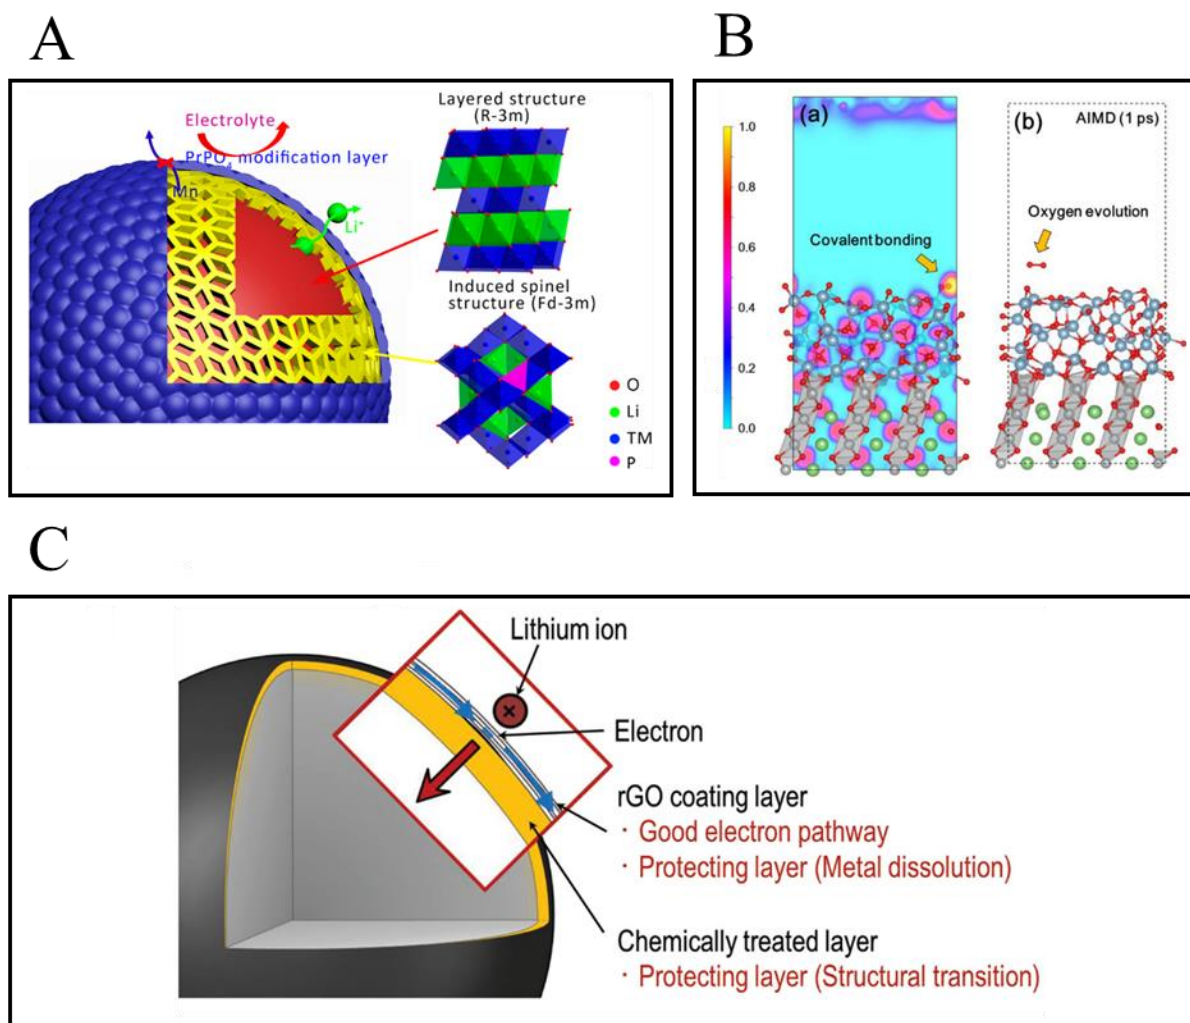 A
Electrolyte
PrPO4 modification layer
Mn
Li+
Layered structure
(R-3m)
Induced spinel
structure (Fd-3m)
O
Li
TM
P
B
1.0
0.8
0.6
0.4
0.2
0.0
(a)
Covalent bonding
(b)
AIMD (1 ps)
Oxygen evolution
C
Lithium ion
×
Electron
rGO coating layer
· Good electron pathway
· Protecting layer (Metal dissolution)
Chemically treated layer
· Protecting layer (Structural transition)